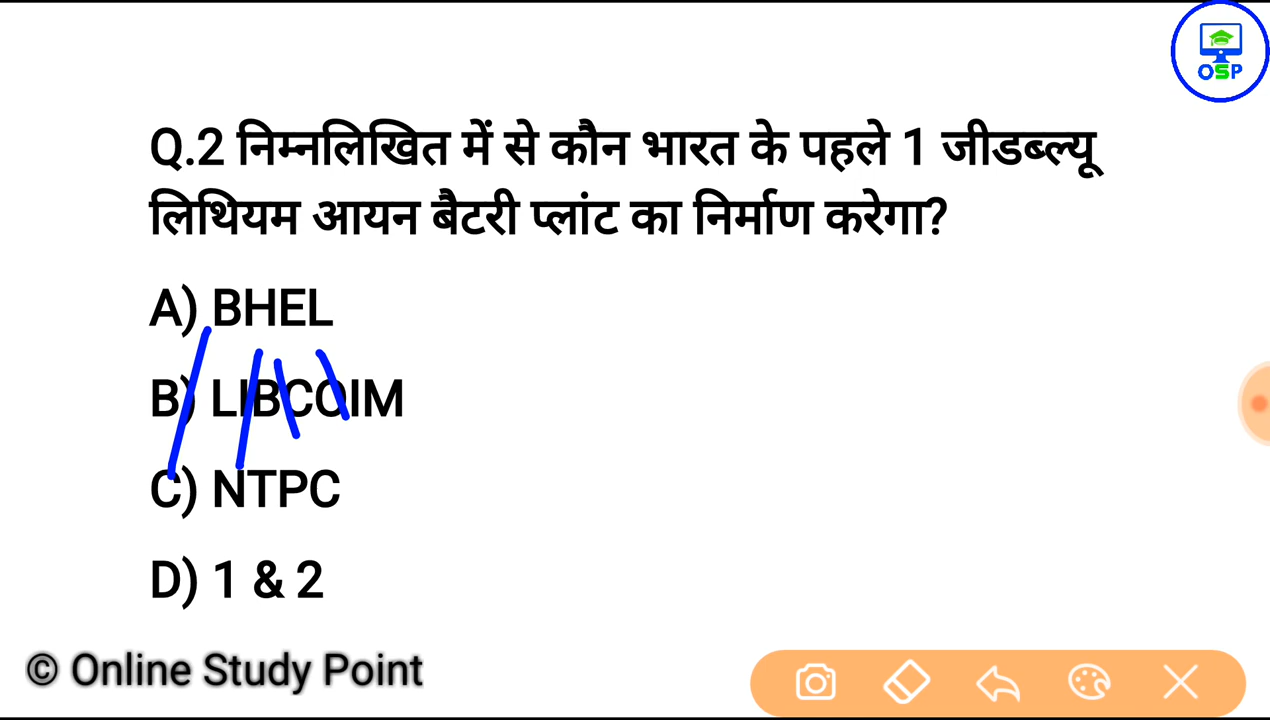 OSP
Q.2 निम्नलिखित में से कौन भारत के पहले 1 जीडब्ल्यू
लिथियम आयन बैटरी प्लांट का निर्माण करेगा?
A) BHEL
B) LIBCOIM
C) NTPC
D) 1 & 2
© Online Study Point